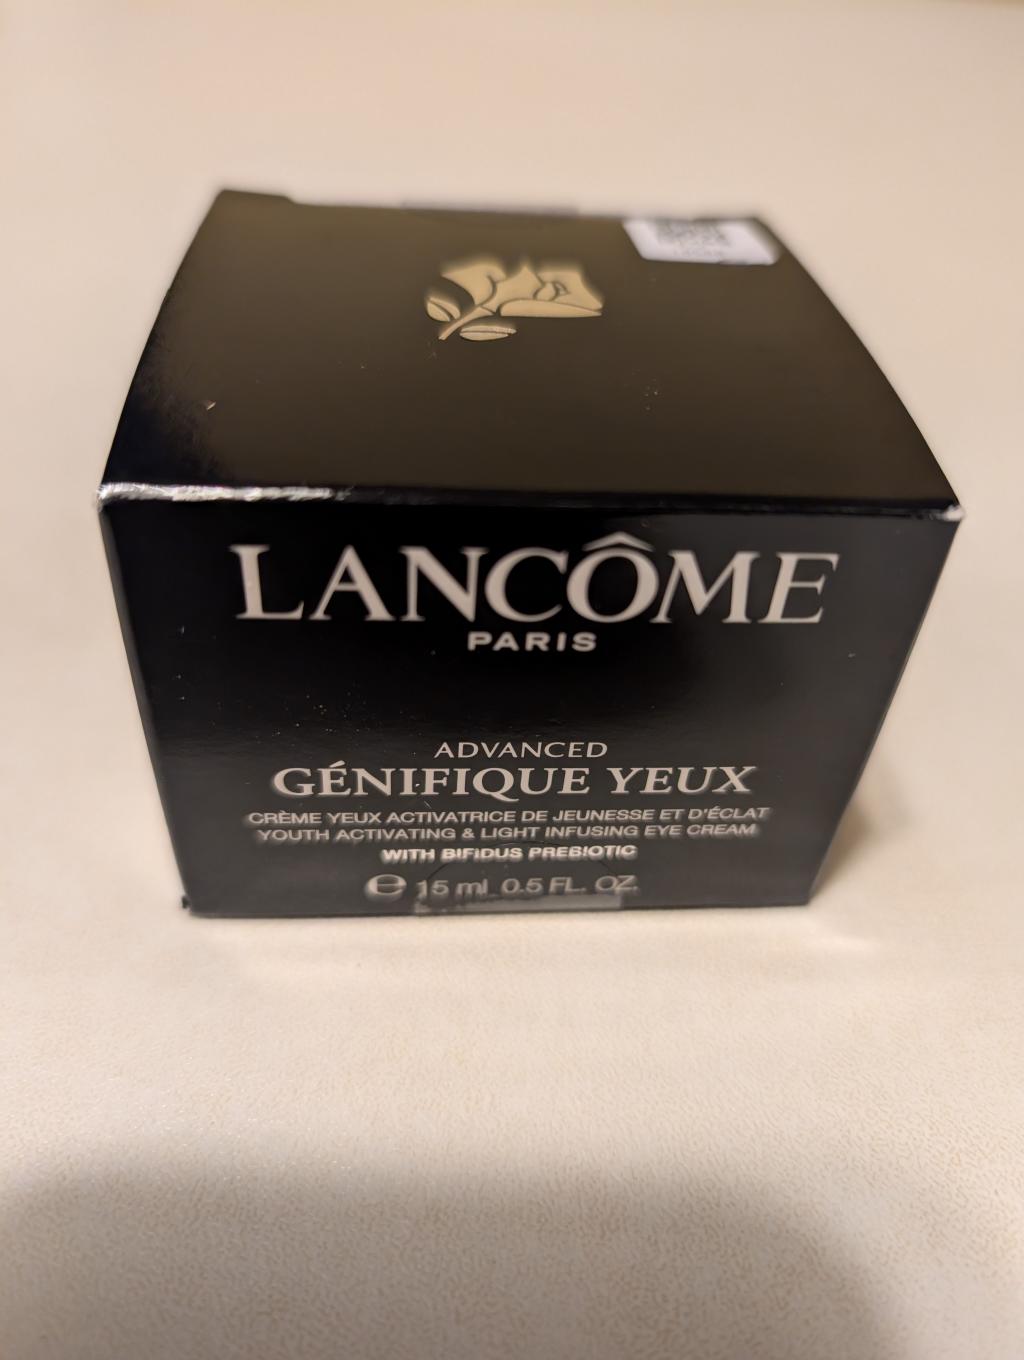 LANCÔME
PARIS
ADVANCED
GÉNIFIQUE YEUX
CRÈME YEUX ACTIVATRICE DE JEUNESSE ET D'ÉCLAT
YOUTH ACTIVATING & LIGHT INFUSING EYE CREAM
WITH BIFIDUS PREBIOTIC
℮ 15 ml 0.5 FL. OZ.